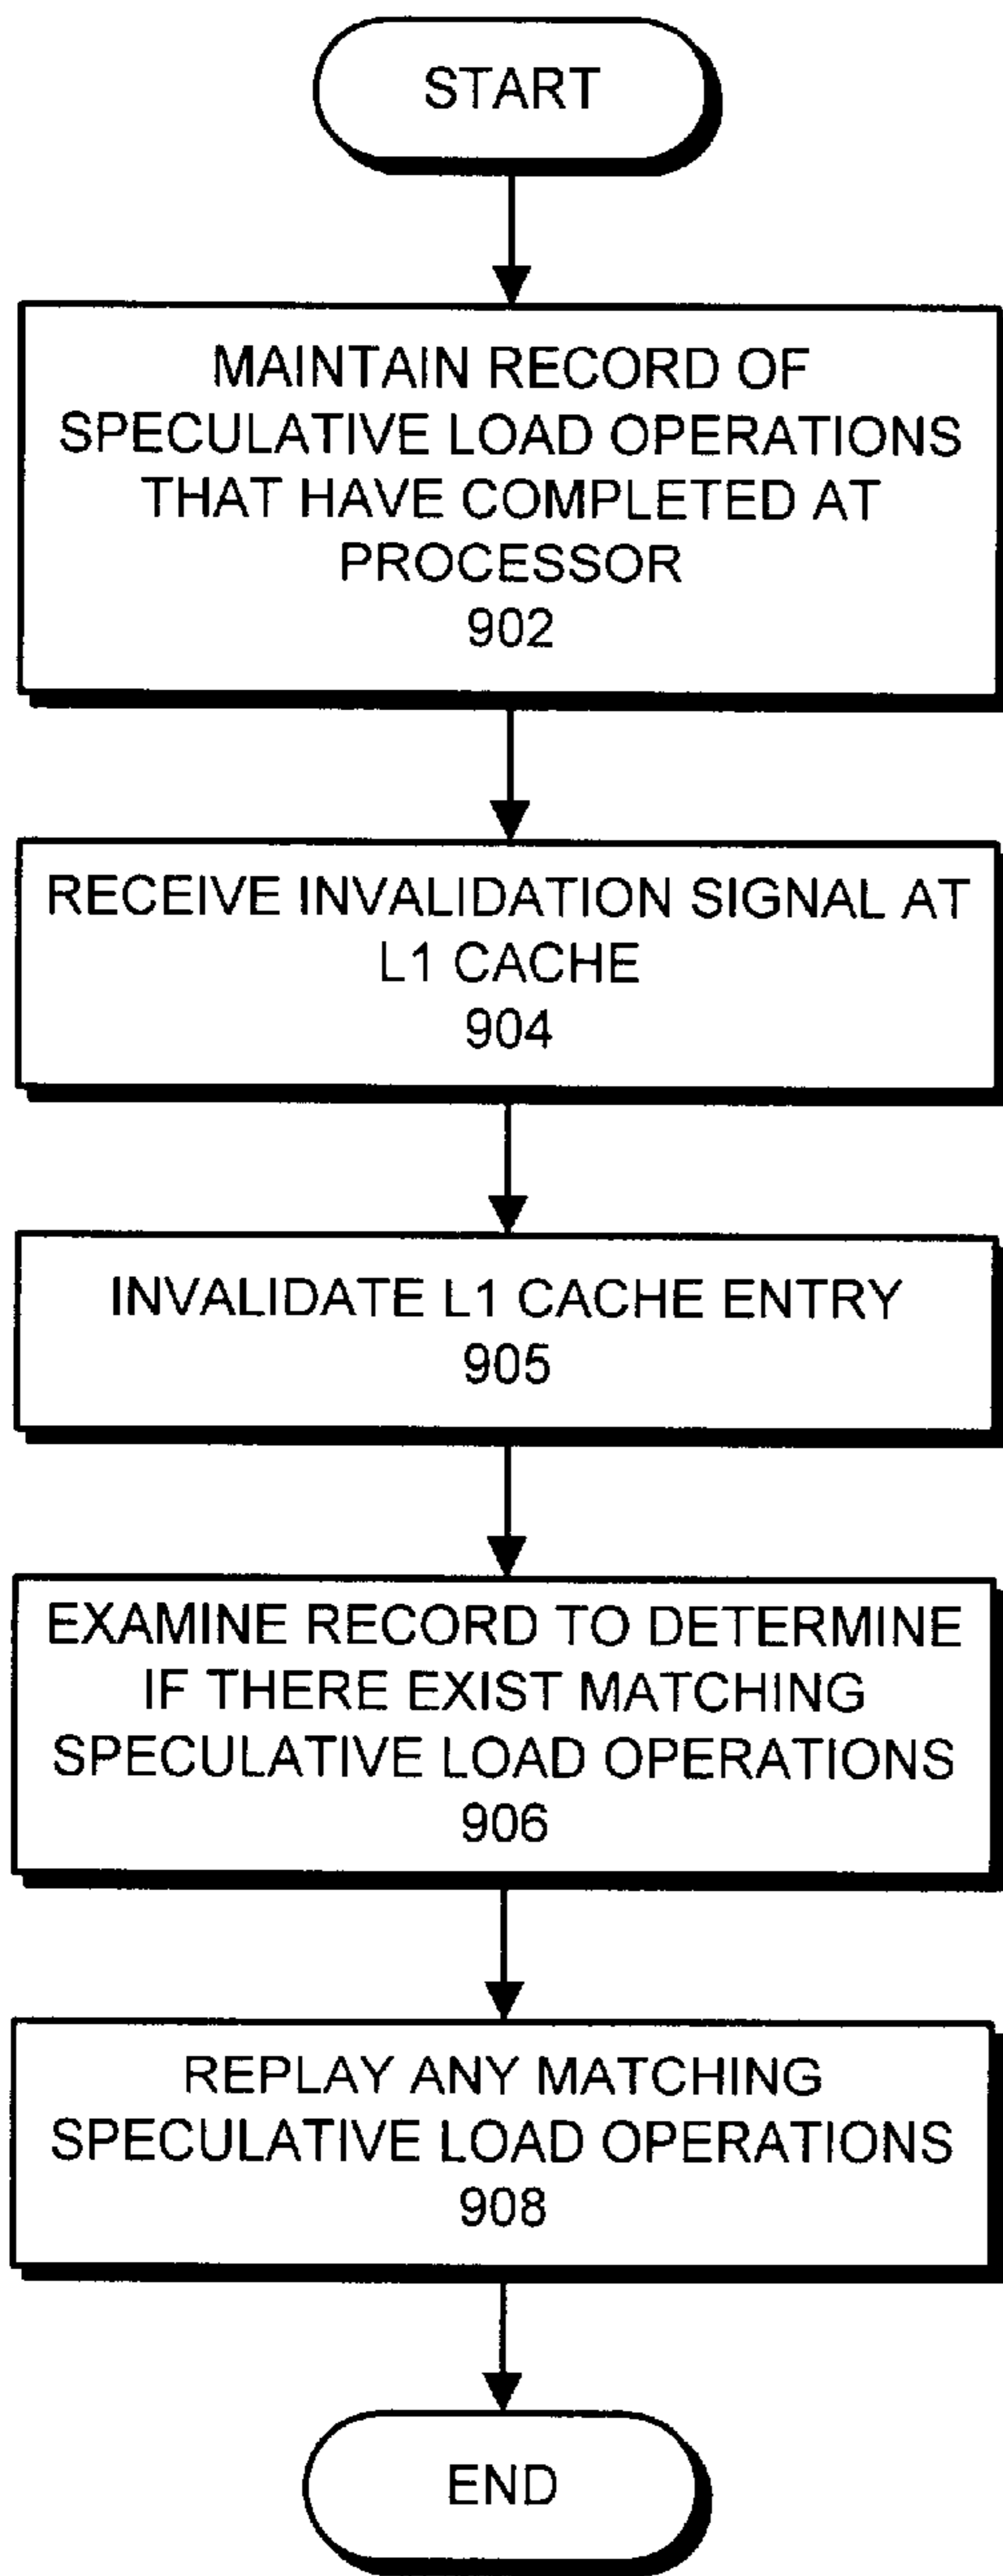 START
MAINTAIN RECORD OF
SPECULATIVE LOAD OPERATIONS
THAT HAVE COMPLETED AT
PROCESSOR
902
RECEIVE INVALIDATION SIGNAL AT
L1 CACHE
904
INVALIDATE L1 CACHE ENTRY
905
EXAMINE RECORD TO DETERMINE
IF THERE EXIST MATCHING
SPECULATIVE LOAD OPERATIONS
906
REPLAY ANY MATCHING
SPECULATIVE LOAD OPERATIONS
908
END